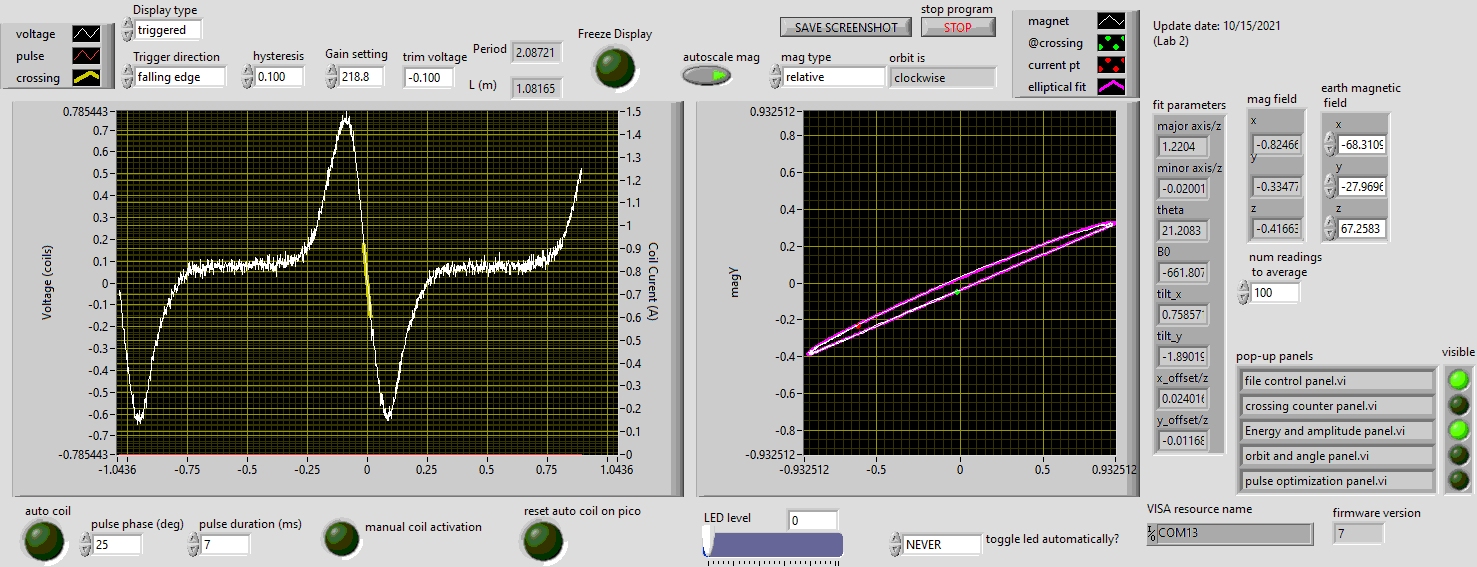 voltage
pulse
crossing
Display type
triggered
Trigger direction
falling edge
hysteresis
0.100
Gain setting
218.8
trim voltage
-0.100
Period
2.08721
L (m)
1.08165
Freeze Display
SAVE SCREENSHOT
stop program
STOP
autoscale mag
mag type
relative
orbit is
clockwise
magnet
@crossing
current pt
elliptical fit
Update date: 10/15/2021
(Lab 2)
Voltage (coils)
0.785443
0.7
0.6
0.5
0.4
0.3
0.2
0.1
0
-0.1
-0.2
-0.3
-0.4
-0.5
-0.6
-0.7
-0.785443
-1.0436
-0.75
-0.5
-0.25
0
0.25
0.5
0.75
1.0436
1.5
1.4
1.3
1.2
1.1
1
0.9
0.8
0.7
0.6
0.5
0.4
0.3
0.2
0.1
0
Coil Current (A)
magY
0.932512
0.8
0.6
0.4
0.2
0
-0.2
-0.4
-0.6
-0.8
-0.932512
-0.932512
-0.5
0
0.5
0.932512
fit parameters
major axis/z
1.2204
minor axis/z
-0.02001
theta
21.2083
B0
-661.807
tilt_x
0.75857
tilt_y
-1.89019
x_offset/z
0.02401
y_offset/z
-0.01168
mag field
x
-0.82466
y
-0.33477
z
-0.41663
earth magnetic
field
x
-68.3109
y
-27.9696
z
67.2583
num readings
to average
100
pop-up panels
visible
file control panel.vi
crossing counter panel.vi
Energy and amplitude panel.vi
orbit and angle panel.vi
pulse optimization panel.vi
auto coil
pulse phase (deg)
25
pulse duration (ms)
7
manual coil activation
reset auto coil on pico
LED level
0
NEVER
toggle led automatically?
VISA resource name
COM13
firmware version
7